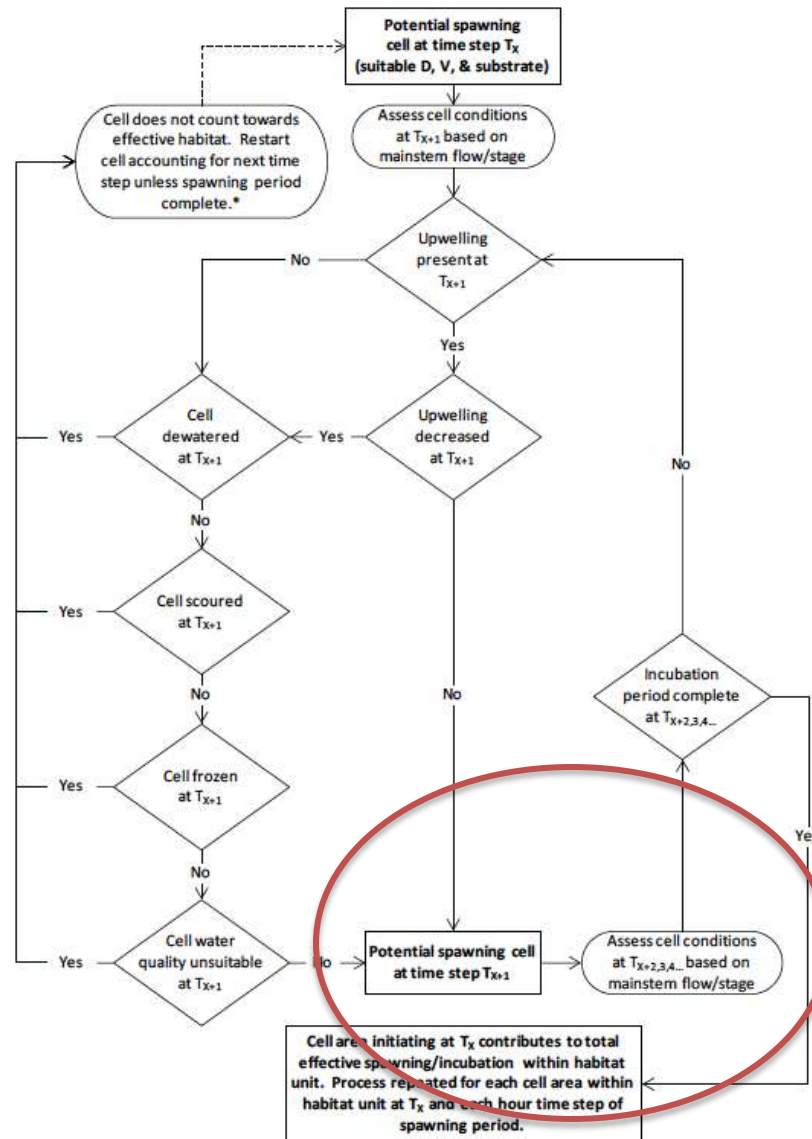 Potential spawning
cell at time step TX
(suitable D, V, & substrate)
Cell does not count towards
effective habitat. Restart
cell accounting for next time
step unless spawning period
complete.*
Assess cell conditions
at TX+1 based on
mainstem flow/stage
Upwelling
present at
TX+1
No
Yes
Cell
dewatered
at TX+1
Yes
Yes
Upwelling
decreased
at TX+1
No
No
Cell scoured
at TX+1
Yes
No
No
Incubation
period complete
at TX+2,3,4...
Cell frozen
at TX+1
Yes
No
Cell water
quality unsuitable
at TX+1
Yes
No
Potential spawning cell
at time step TX+1
Assess cell conditions
at TX+2,3,4... based on
mainstem flow/stage
Cell area initiating at TX contributes to total
effective spawning/incubation within habitat
unit. Process repeated for each cell area within
habitat unit at TX and each hour time step of
spawning period.